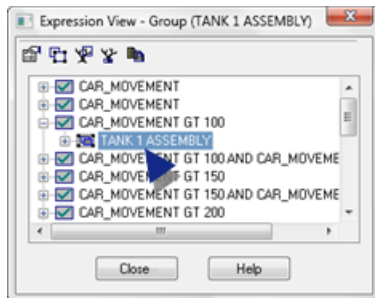 Expression View - Group (TANK 1 ASSEMBLY)
CAR_MOVEMENT
CAR_MOVEMENT
CAR_MOVEMENT GT 100
TANK 1 ASSEMBLY
CAR_MOVEMENT GT 100 AND CAR_MOVEME
CAR_MOVEMENT GT 150
CAR_MOVEMENT GT 150 AND CAR_MOVEME
CAR_MOVEMENT GT 200
Close Help